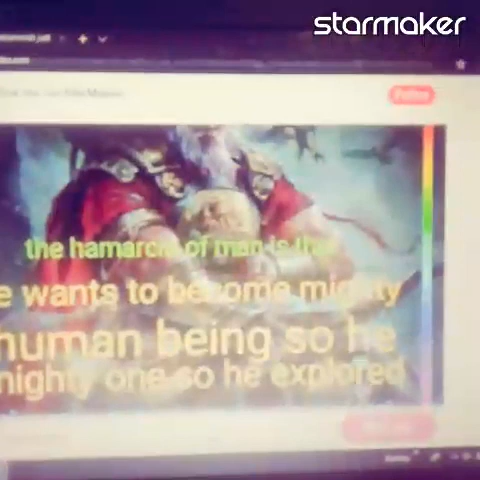 starmaker
Follow
the hamarcia of man is that
e wants to become mighty
human being so he
mighty one so he explored